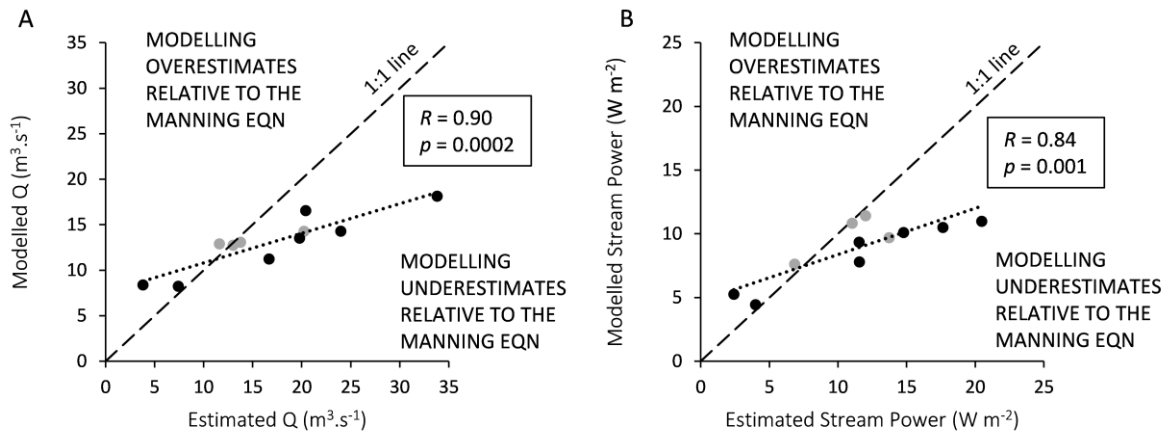 A
MODELLING
OVERESTIMATES
RELATIVE TO THE
MANNING EQN
1:1 line
R = 0.90
p = 0.0002
MODELLING
UNDERESTIMATES
RELATIVE TO THE
MANNING EQN
Modelled Q (m³.s⁻¹)
35
30
25
20
15
10
5
0
0 5 10 15 20 25 30 35
Estimated Q (m³.s⁻¹)
B
MODELLING
OVERESTIMATES
RELATIVE TO THE
MANNING EQN
1:1 line
R = 0.84
p = 0.001
MODELLING
UNDERESTIMATES
RELATIVE TO THE
MANNING EQN
Modelled Stream Power (W m⁻²)
25
20
15
10
5
0
0 5 10 15 20 25
Estimated Stream Power (W m⁻²)